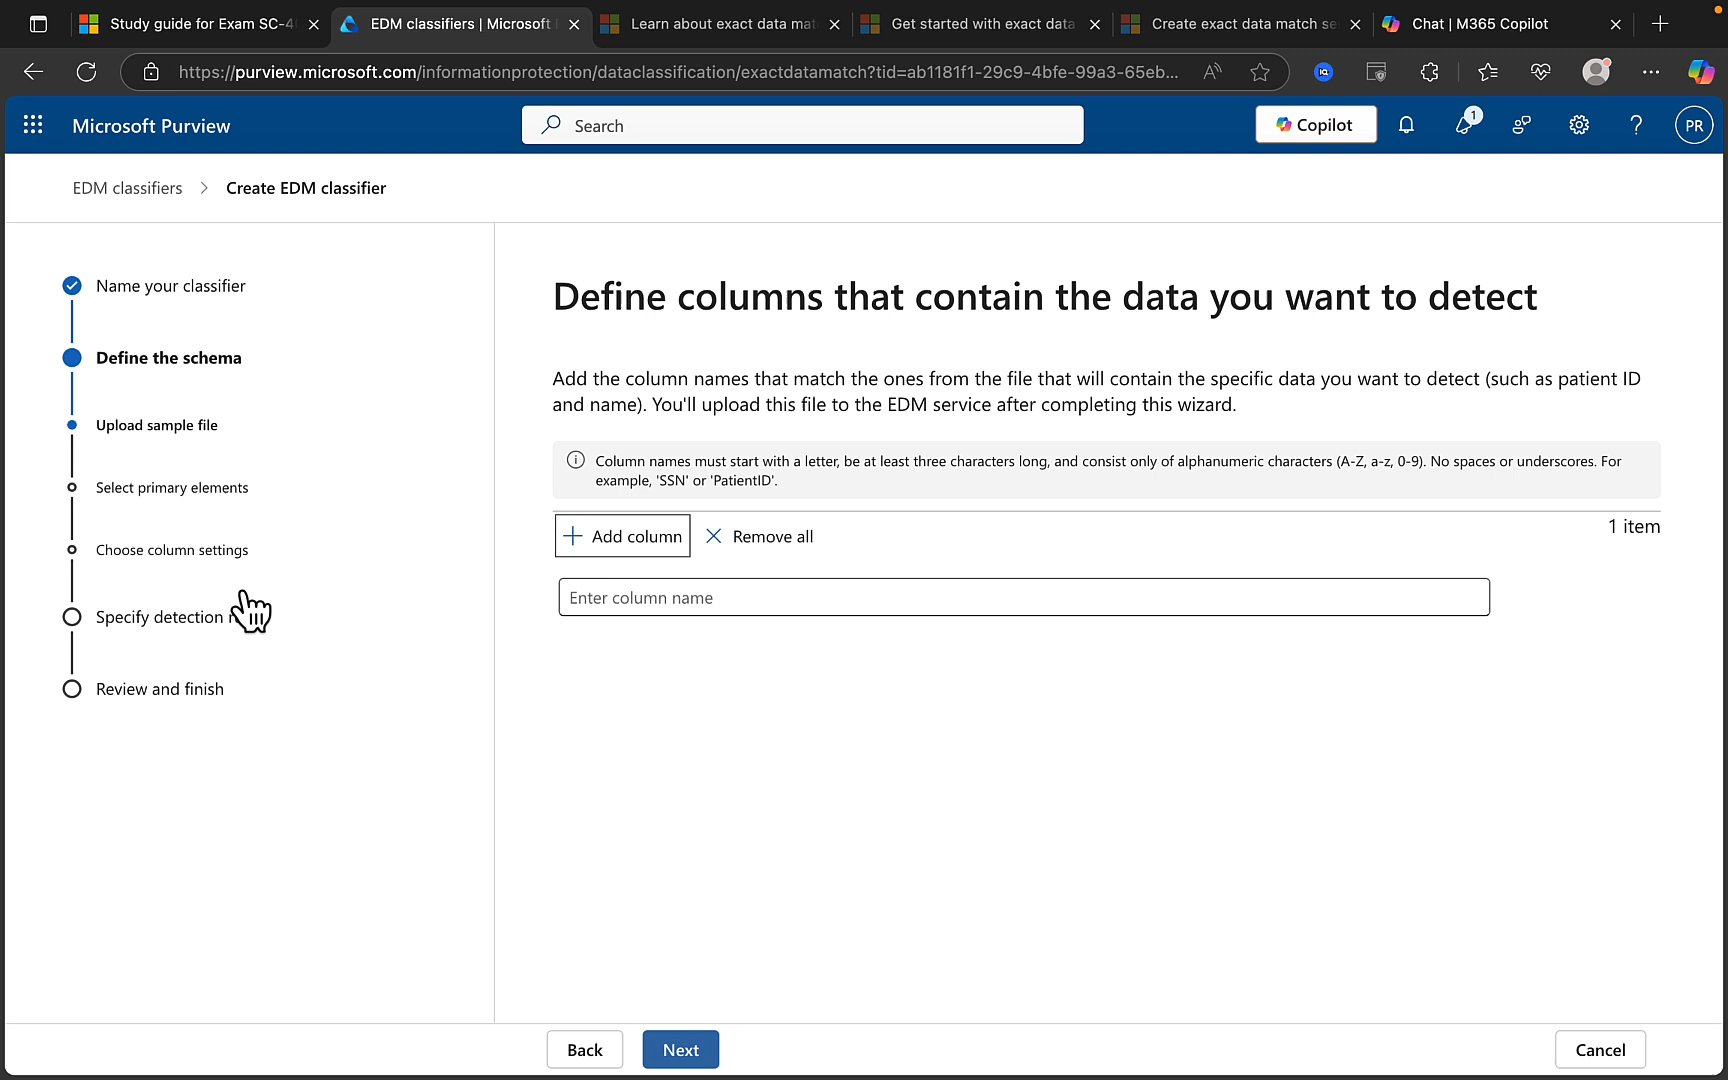 Study guide for Exam SC-4
EDM classifiers | Microsoft
Learn about exact data mat
Get started with exact data
Create exact data match se
Chat | M365 Copilot
https://purview.microsoft.com/informationprotection/dataclassification/exactdatamatch?tid=ab1181f1-29c9-4bfe-99a3-65eb...
Microsoft Purview
Search
Copilot
1
PR
EDM classifiers > Create EDM classifier
Name your classifier
Define the schema
Upload sample file
Select primary elements
Choose column settings
Specify detection
Review and finish
Define columns that contain the data you want to detect
Add the column names that match the ones from the file that will contain the specific data you want to detect (such as patient ID
and name). You'll upload this file to the EDM service after completing this wizard.
Column names must start with a letter, be at least three characters long, and consist only of alphanumeric characters (A-Z, a-z, 0-9). No spaces or underscores. For
example, 'SSN' or 'PatientID'.
Add column
Remove all
1 item
Enter column name
Back
Next
Cancel